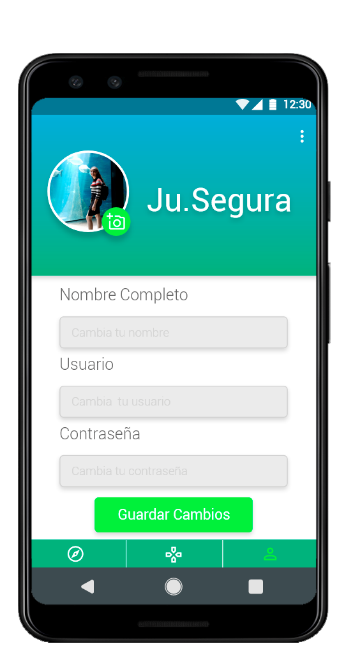 12:30
Ju.Segura
Nombre Completo
Cambia tu nombre
Usuario
Cambia tu usuario
Contraseña
Cambia tu contraseña
Guardar Cambios